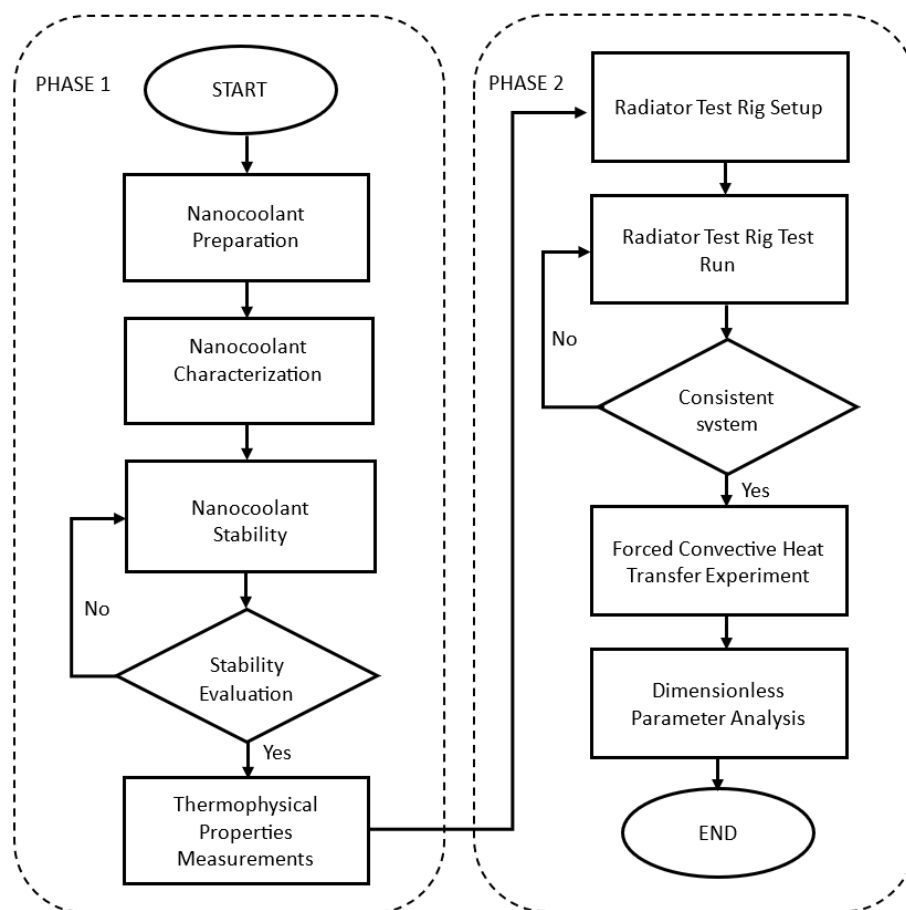 PHASE 1
START
Nanocoolant
Preparation
Nanocoolant
Characterization
Nanocoolant
Stability
No
Stability
Evaluation
Yes
Thermophysical
Properties
Measurements
PHASE 2
Radiator Test Rig Setup
Radiator Test Rig Test
Run
No
Consistent
system
Yes
Forced Convective Heat
Transfer Experiment
Dimensionless
Parameter Analysis
END